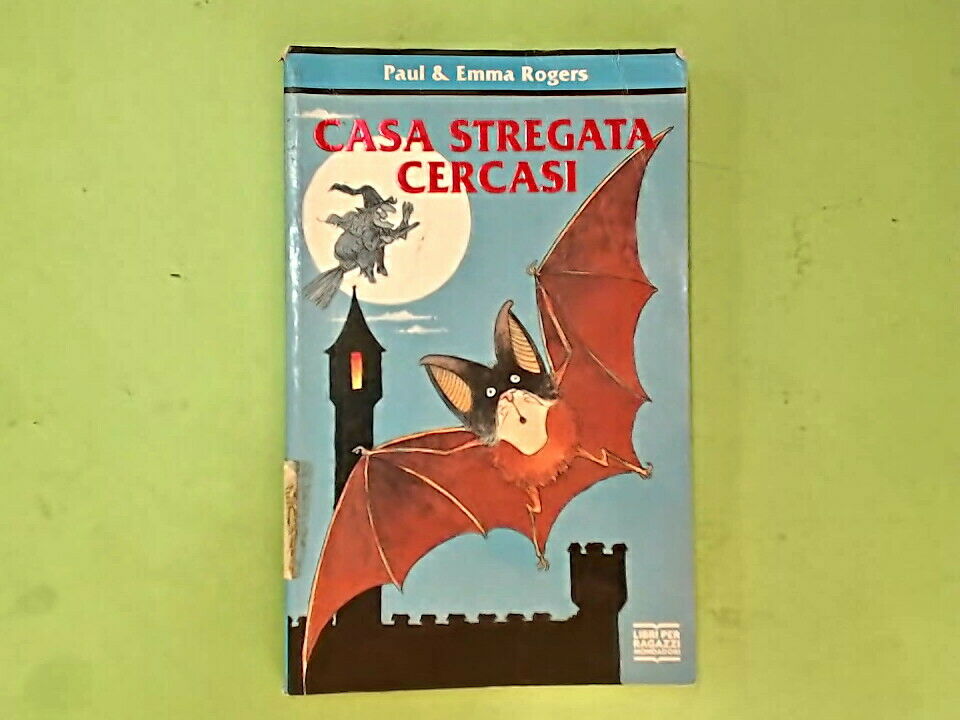 Paul & Emma Rogers
CASA STREGATA
CERCASI
LIBRI PER
RAGAZZI
MONDADORI